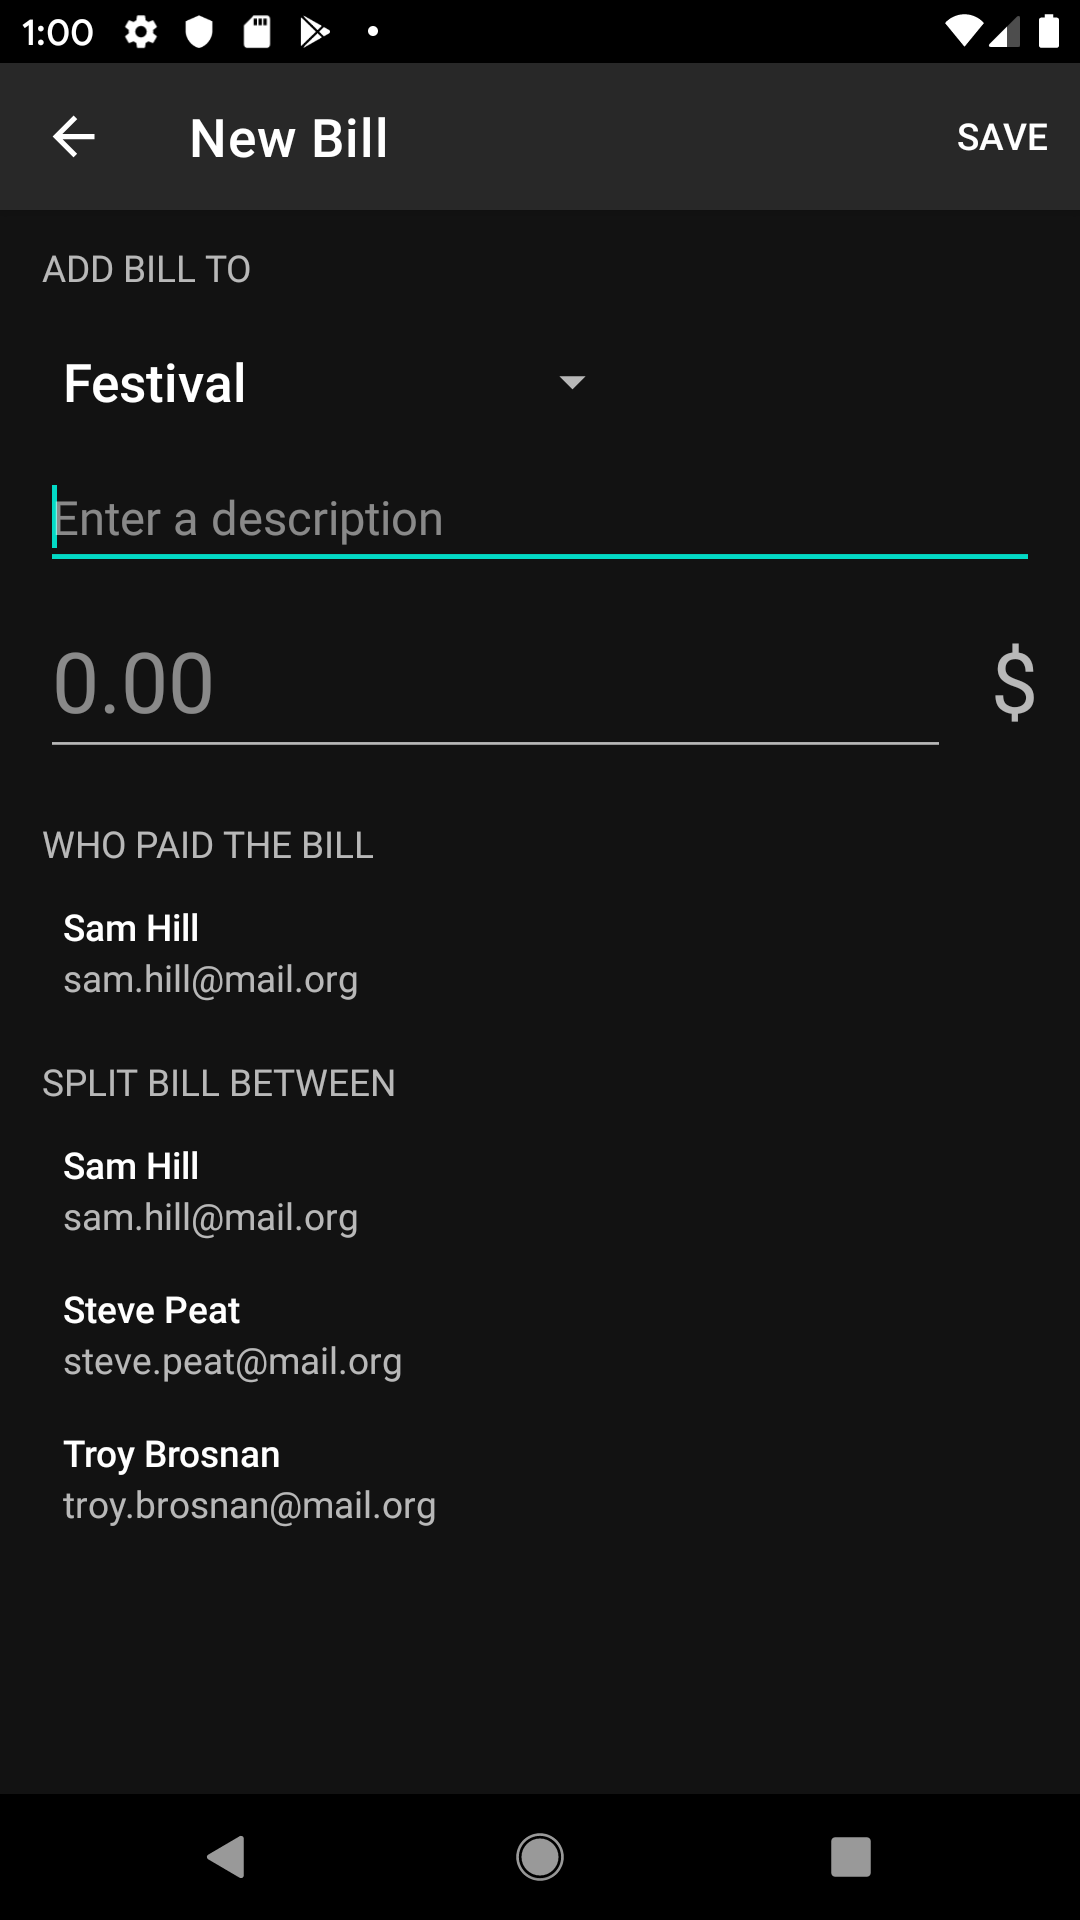 1:00
New Bill
SAVE
ADD BILL TO
Festival
Enter a description
0.00
$
WHO PAID THE BILL
Sam Hill
sam.hill@mail.org
SPLIT BILL BETWEEN
Sam Hill
sam.hill@mail.org
Steve Peat
steve.peat@mail.org
Troy Brosnan
troy.brosnan@mail.org